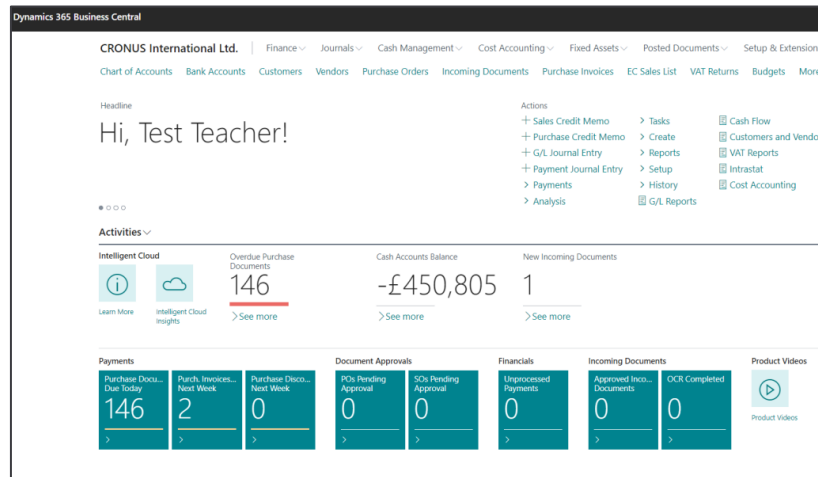 Dynamics 365 Business Central
CRONUS International Ltd. Finance Journals Cash Management Cost Accounting Fixed Assets Posted Documents Setup & Extension
Chart of Accounts Bank Accounts Customers Vendors Purchase Orders Incoming Documents Purchase Invoices EC Sales List VAT Returns Budgets More
Headline
Hi, Test Teacher!
Actions
+ Sales Credit Memo > Tasks Cash Flow
+ Purchase Credit Memo > Create Customers and Vendo
+ G/L Journal Entry > Reports VAT Reports
+ Payment Journal Entry > Setup Intrastat
> Payments > History Cost Accounting
> Analysis G/L Reports
Activities
Intelligent Cloud
Learn More
Intelligent Cloud
Insights
Overdue Purchase
Documents
146
>See more
Cash Accounts Balance
-£450,805
>See more
New Incoming Documents
1
>See more
Payments
Purchase Docu...
Due Today
146
Purch. Invoices...
Next Week
2
Purchase Disco...
Next Week
0
Document Approvals
POs Pending
Approval
0
SOs Pending
Approval
0
Financials
Unprocessed
Payments
0
Incoming Documents
Approved Inco...
Documents
0
OCR Completed
0
Product Videos
Product Videos